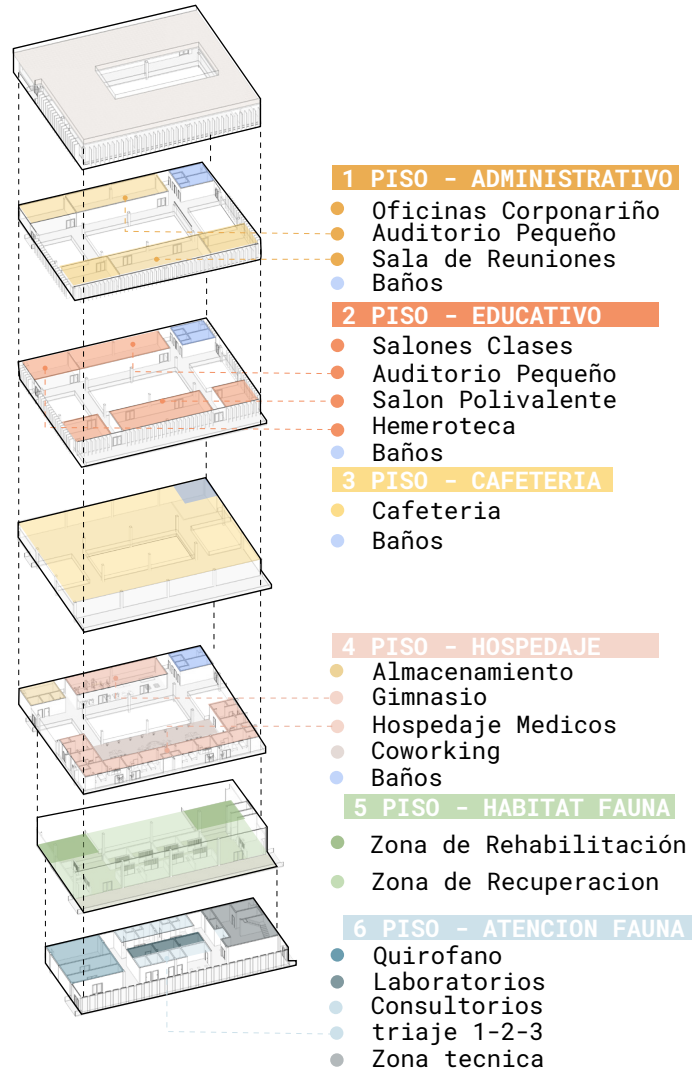 1 PISO - ADMINISTRATIVO
Oficinas Corponariño
Auditorio Pequeño
Sala de Reuniones
Baños
2 PISO - EDUCATIVO
Salones Clases
Auditorio Pequeño
Salon Polivalente
Hemeroteca
Baños
3 PISO - CAFETERIA
Cafeteria
Baños
4 PISO - HOSPEDAJE
Almacenamiento
Gimnasio
Hospedaje Medicos
Coworking
Baños
5 PISO - HABITAT FAUNA
Zona de Rehabilitación
Zona de Recuperacion
6 PISO - ATENCION FAUNA
Quirofano
Laboratorios
Consultorios
triaje 1-2-3
Zona tecnica